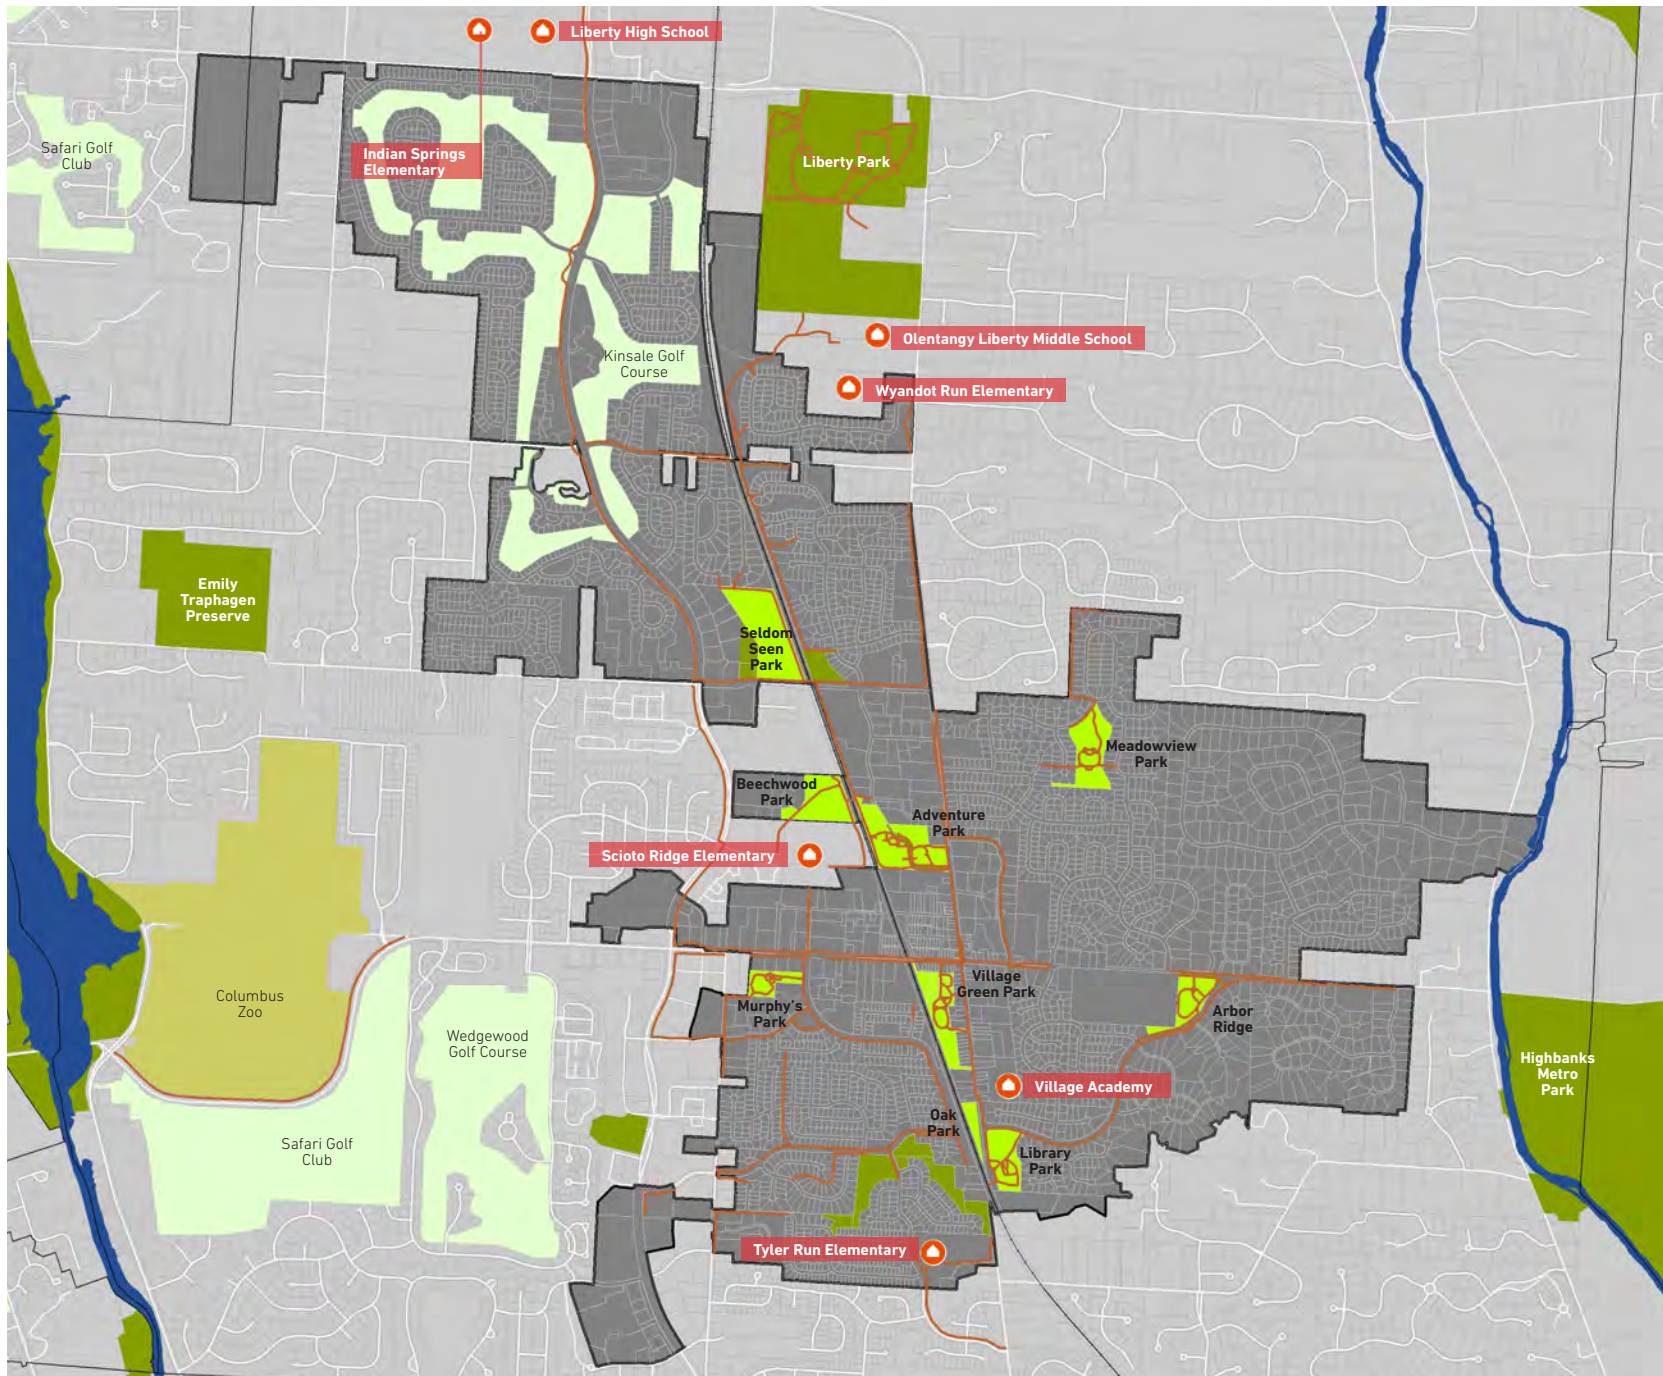 Liberty High School
Safari Golf
Club
Indian Springs
Elementary
Liberty Park
Olentangy Liberty Middle School
Kinsale Golf
Course
Wyandot Run Elementary
Emily
Traphagen
Preserve
Seldom
Seen
Park
Meadowview
Park
Beechwood
Park
Adventure
Park
Scioto Ridge Elementary
Columbus
Zoo
Village
Green Park
Murphy's
Park
Arbor
Ridge
Wedgewood
Golf Course
Highbanks
Metro
Park
Village Academy
Oak
Park
Safari Golf
Club
Library
Park
Tyler Run Elementary